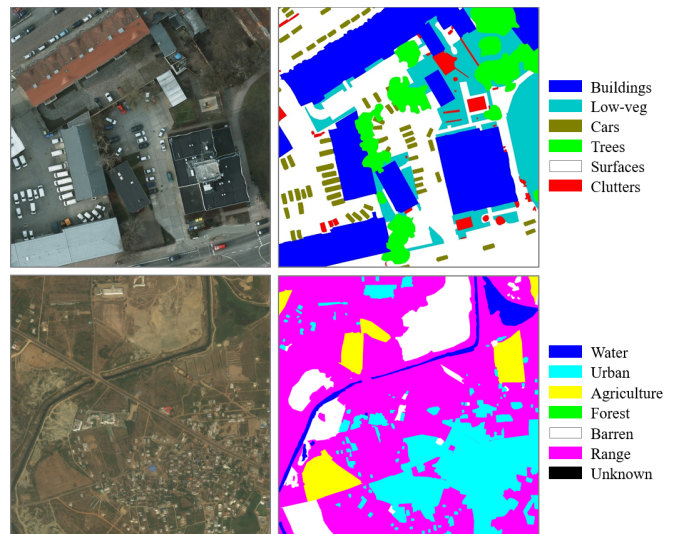 Buildings
Low-veg
Cars
Trees
Surfaces
Clutters
Water
Urban
Agriculture
Forest
Barren
Range
Unknown